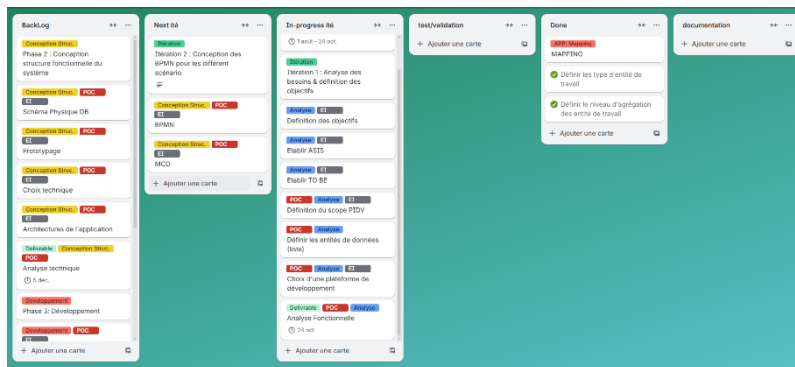 BackLog
Conception Struc.
Phase 2 : Conception
structure fonctionnelle du
système
Conception Struc. POC
EI
Schéma Physique DB
Conception Struc. POC
EI
Prototypage
Conception Struc. POC
EI
Choix technique
Conception Struc. POC
EI
Architectures de l'application
Delivrable Conception Struc.
POC
Analyse technique
5 déc.
Developpement
Phase 3: Développement
Developpement POC
EI
+ Ajouter une carte
Next ité
Itération
Itération 2 : Conception des
BPMN pour les différent
scénario
Conception Struc. POC
EI
BPMN
Conception Struc. POC
EI
MCD
+ Ajouter une carte
In-progress ité
1 août - 24 oct.
Itération
Itération 1 : Analyse des
besoins & définition des
objectifs
Analyse EI
Definition des objectifs
Analyse EI
Etablir ASIS
Analyse EI
Etablir TO BE
POC Analyse EI
Définition du scope PIDV
POC Analyse
Définir les entités de données
(liste)
POC Analyse EI
Choix d'une plateforme de
développement
Delivrable POC Analyse
Analyse Fonctionnelle
24 oct.
+ Ajouter une carte
test/validation
+ Ajouter une carte
Done
APP: Mapping
MAPPING
Définir les type d'entité de
travail
Définir le niveau d'agrégation
des entité de travail
+ Ajouter une carte
documentation
+ Ajouter une carte